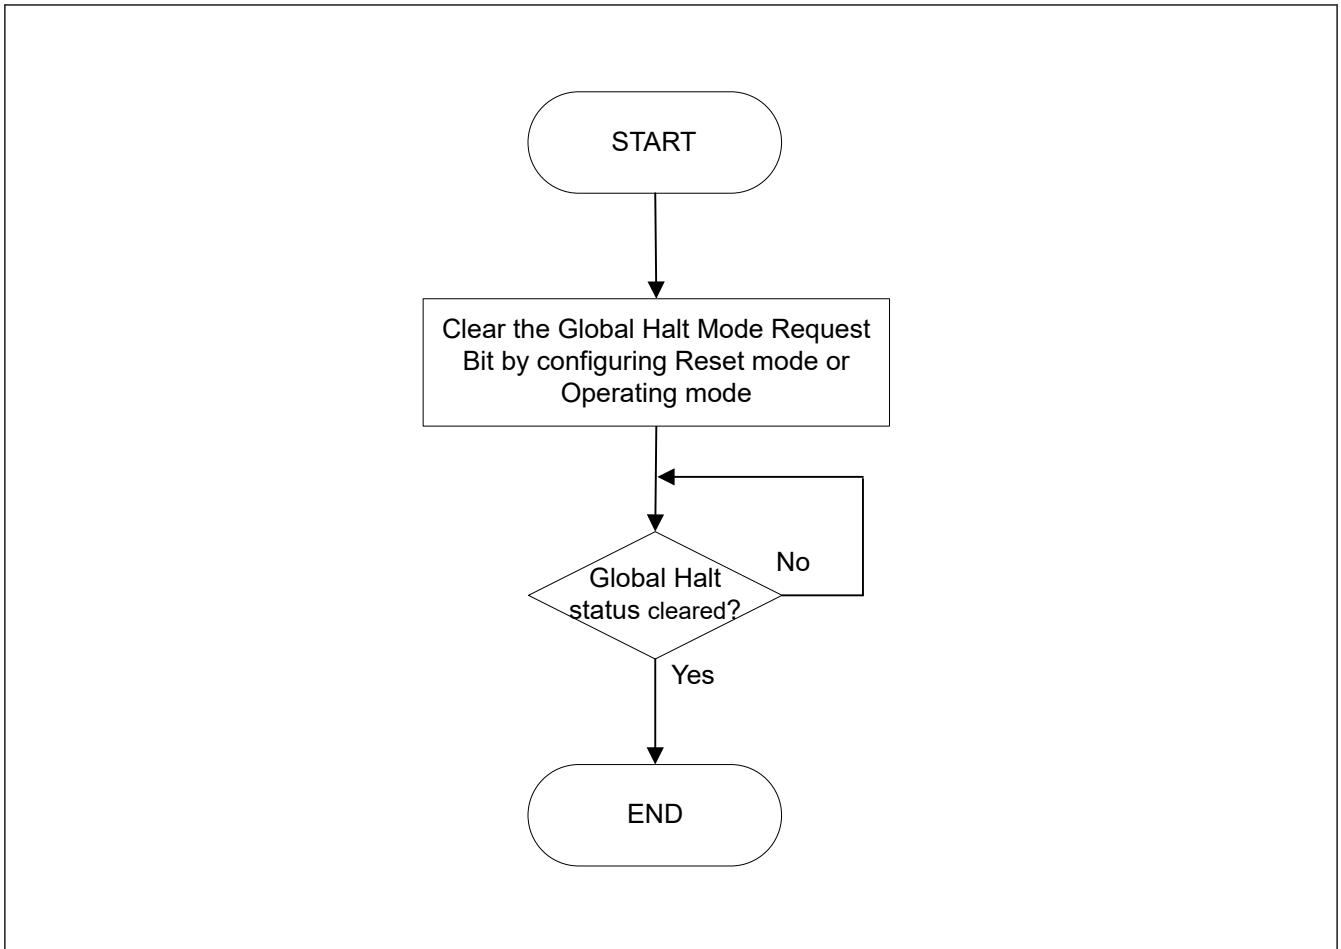 START
Clear the Global Halt Mode Request
Bit by configuring Reset mode or
Operating mode
No
Global Halt
status cleared?
Yes
END